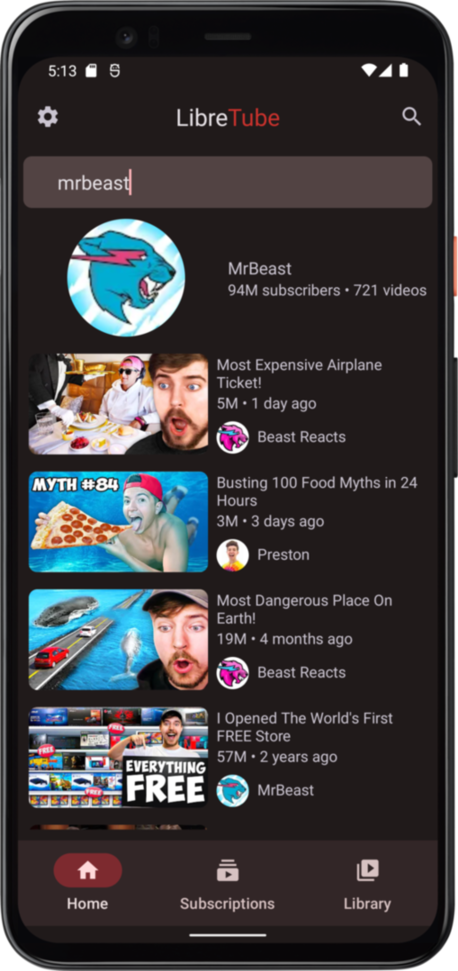 5:13
LibreTube
mrbeast
MrBeast
94M subscribers • 721 videos
Most Expensive Airplane
Ticket!
5M • 1 day ago
Beast Reacts
MYTH #84
Busting 100 Food Myths in 24
Hours
3M • 3 days ago
Preston
Most Dangerous Place On
Earth!
19M • 4 months ago
Beast Reacts
FREE
FREE
FREE
EVERYTHING
FREE
I Opened The World's First
FREE Store
57M • 2 years ago
MrBeast
Home
Subscriptions
Library